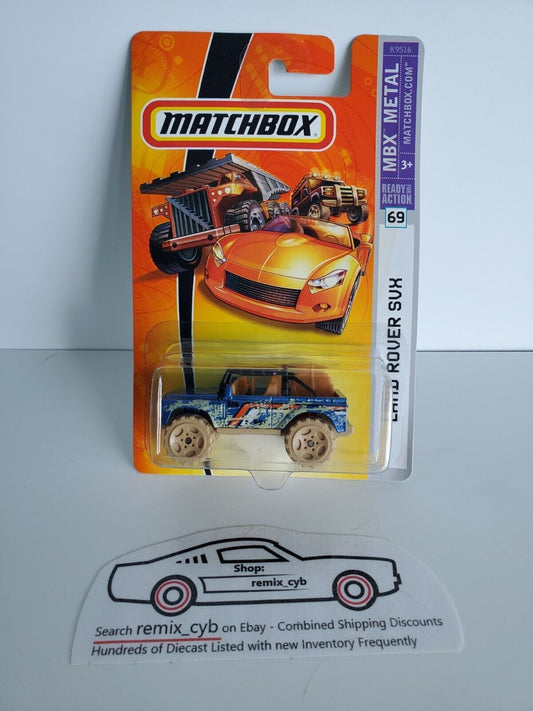 MATCHBOX
K9516
MBX METAL
MATCHBOX.COM™
3+
READY FOR ACTION
69
LAND ROVER SVX
Shop:
remix_cyb
Search remix_cyb on Ebay - Combined Shipping Discounts
Hundreds of Diecast Listed with new Inventory Frequently